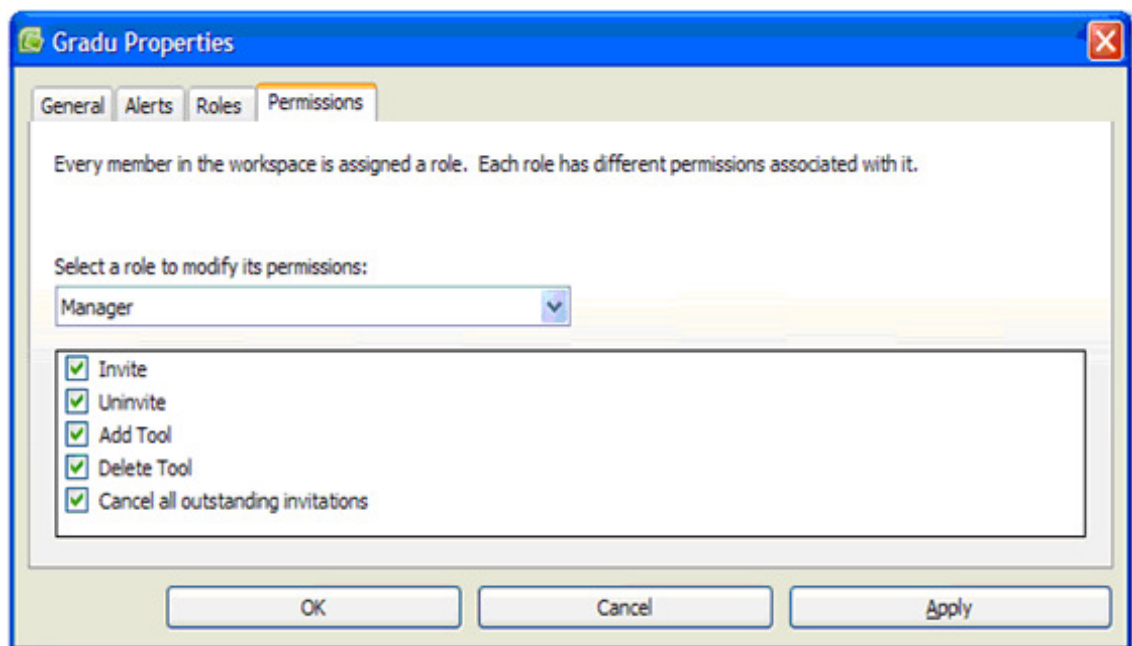 Gradu Properties
General Alerts Roles Permissions
Every member in the workspace is assigned a role. Each role has different permissions associated with it.
Select a role to modify its permissions:
Manager
Invite
Uninvite
Add Tool
Delete Tool
Cancel all outstanding invitations
OK Cancel Apply